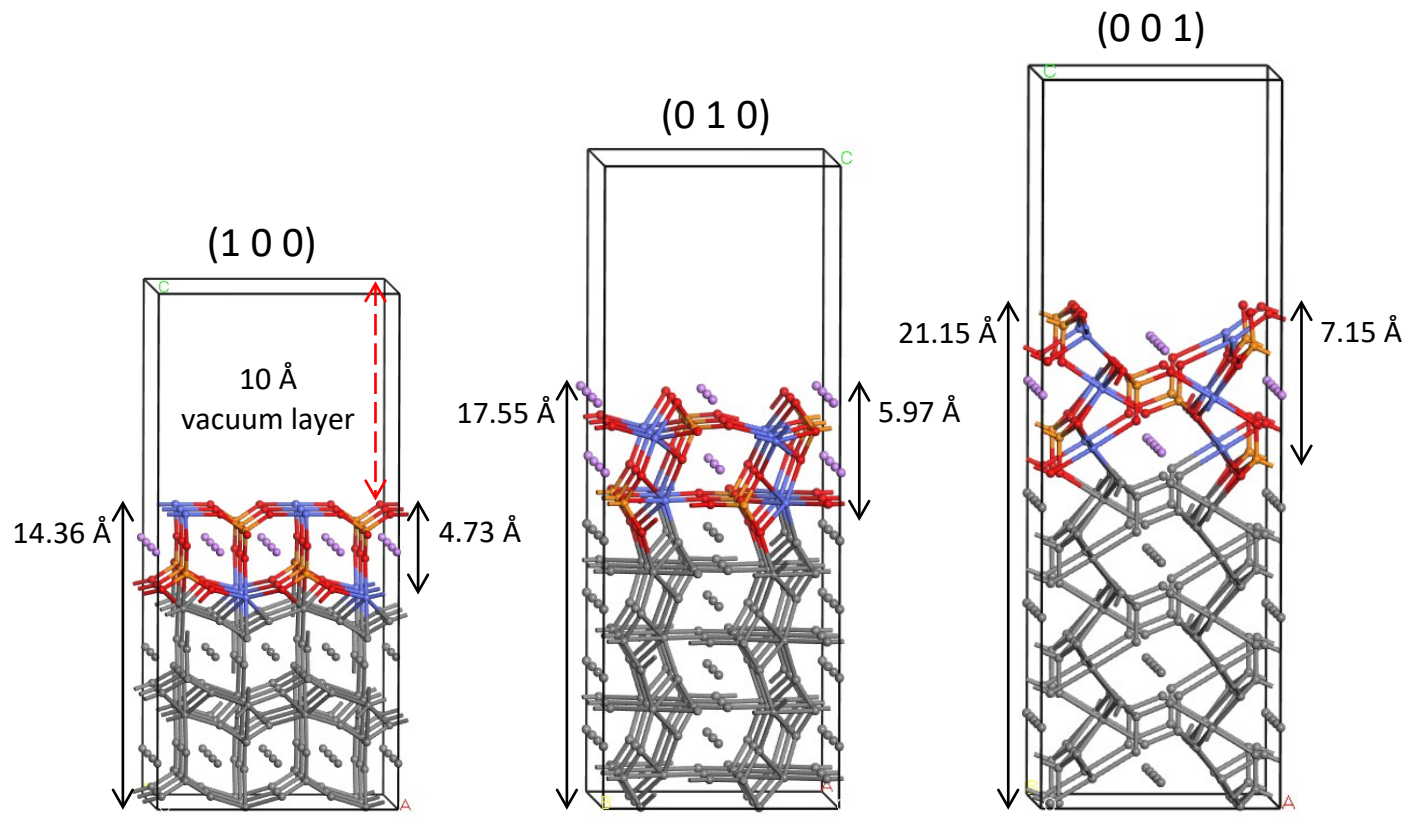 (1 0 0)
C
10 Å
vacuum layer
14.36 Å
4.73 Å
A
(0 1 0)
C
17.55 Å
5.97 Å
B
A
(0 0 1)
C
21.15 Å
7.15 Å
A